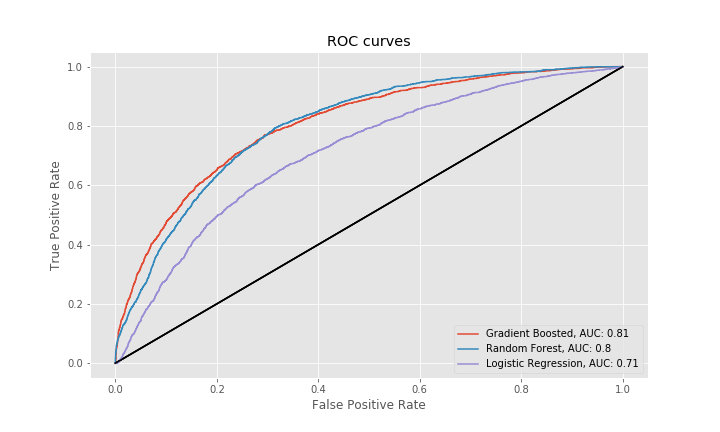 ROC curves
True Positive Rate
1.0
0.8
0.6
0.4
0.2
0.0
Gradient Boosted, AUC: 0.81
Random Forest, AUC: 0.8
Logistic Regression, AUC: 0.71
0.0 0.2 0.4 0.6 0.8 1.0
False Positive Rate